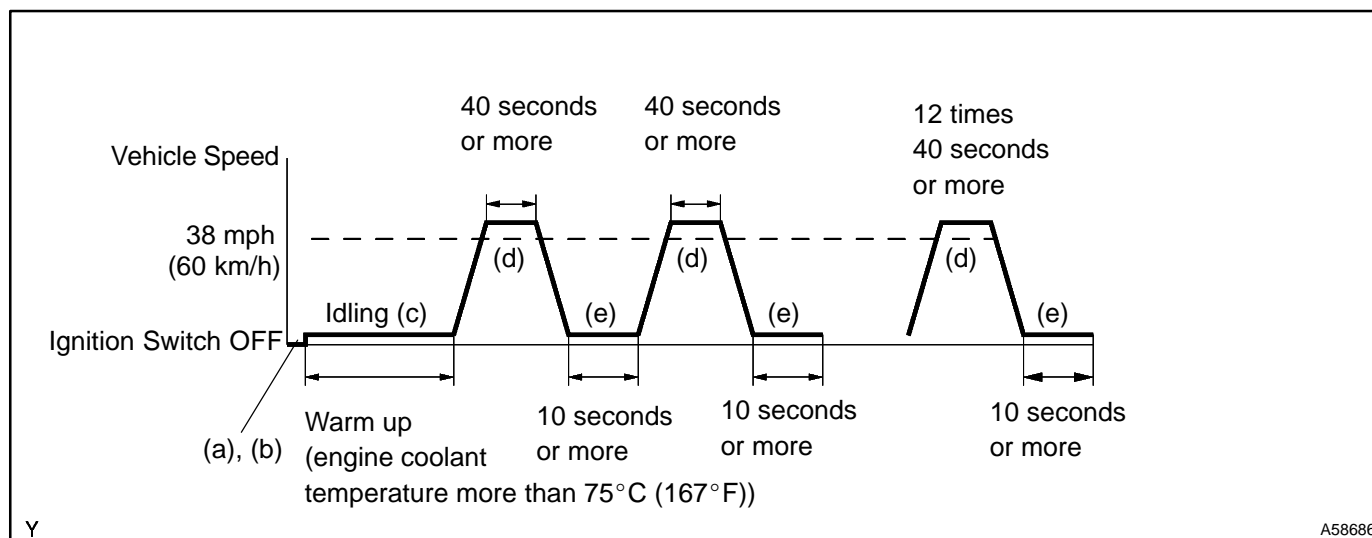 40 seconds
or more
40 seconds
or more
12 times
40 seconds
or more
Vehicle Speed
38 mph
(60 km/h)
(d)
(d)
(d)
Idling (c)
(e)
(e)
(e)
Ignition Switch OFF
(a), (b)
Warm up
(engine coolant
temperature more than 75°C (167°F))
10 seconds
or more
10 seconds
or more
10 seconds
or more
Y
A58686